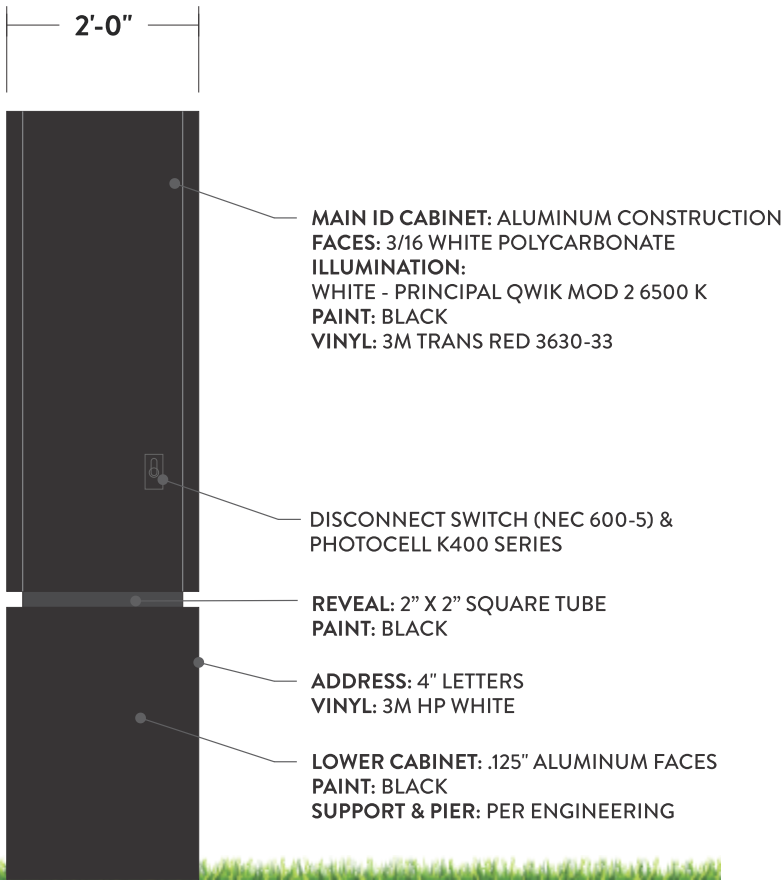 2'-0"
MAIN ID CABINET: ALUMINUM CONSTRUCTION
FACES: 3/16 WHITE POLYCARBONATE
ILLUMINATION:
WHITE - PRINCIPAL QWIK MOD 2 6500 K
PAINT: BLACK
VINYL: 3M TRANS RED 3630-33
DISCONNECT SWITCH (NEC 600-5) &
PHOTOCELL K400 SERIES
REVEAL: 2” X 2” SQUARE TUBE
PAINT: BLACK
ADDRESS: 4" LETTERS
VINYL: 3M HP WHITE
LOWER CABINET: .125" ALUMINUM FACES
PAINT: BLACK
SUPPORT & PIER: PER ENGINEERING